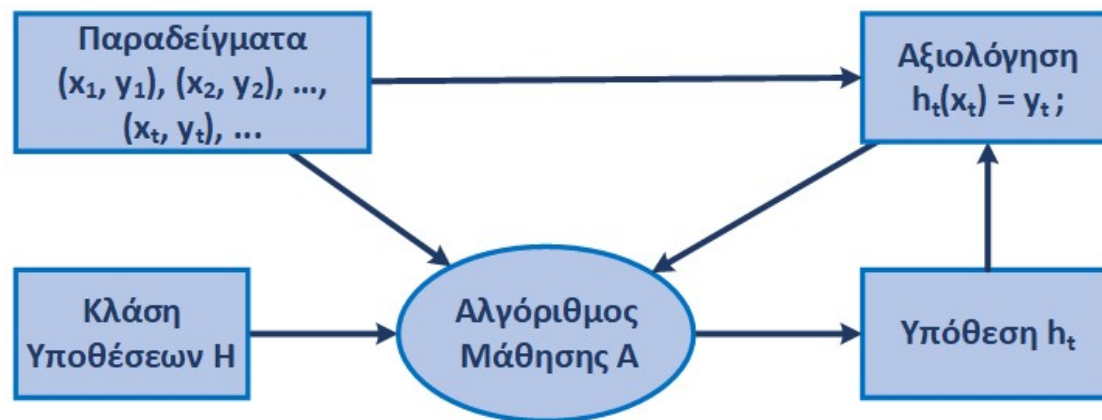 Παραδείγματα
(x₁, y₁), (x₂, y₂), ...,
(xₜ, yₜ), ...
Αξιολόγηση
hₜ(xₜ) = yₜ ;
Κλάση
Υποθέσεων Η
Αλγόριθμος
Μάθησης Α
Υπόθεση hₜ